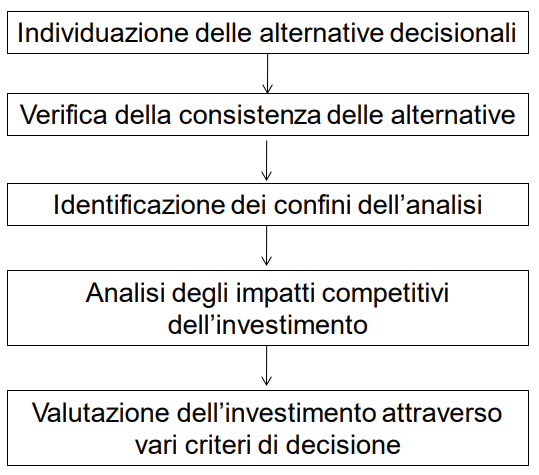 Individuazione delle alternative decisionali
Verifica della consistenza delle alternative
Identificazione dei confini dell'analisi
Analisi degli impatti competitivi
dell'investimento
Valutazione dell'investimento attraverso
vari criteri di decisione